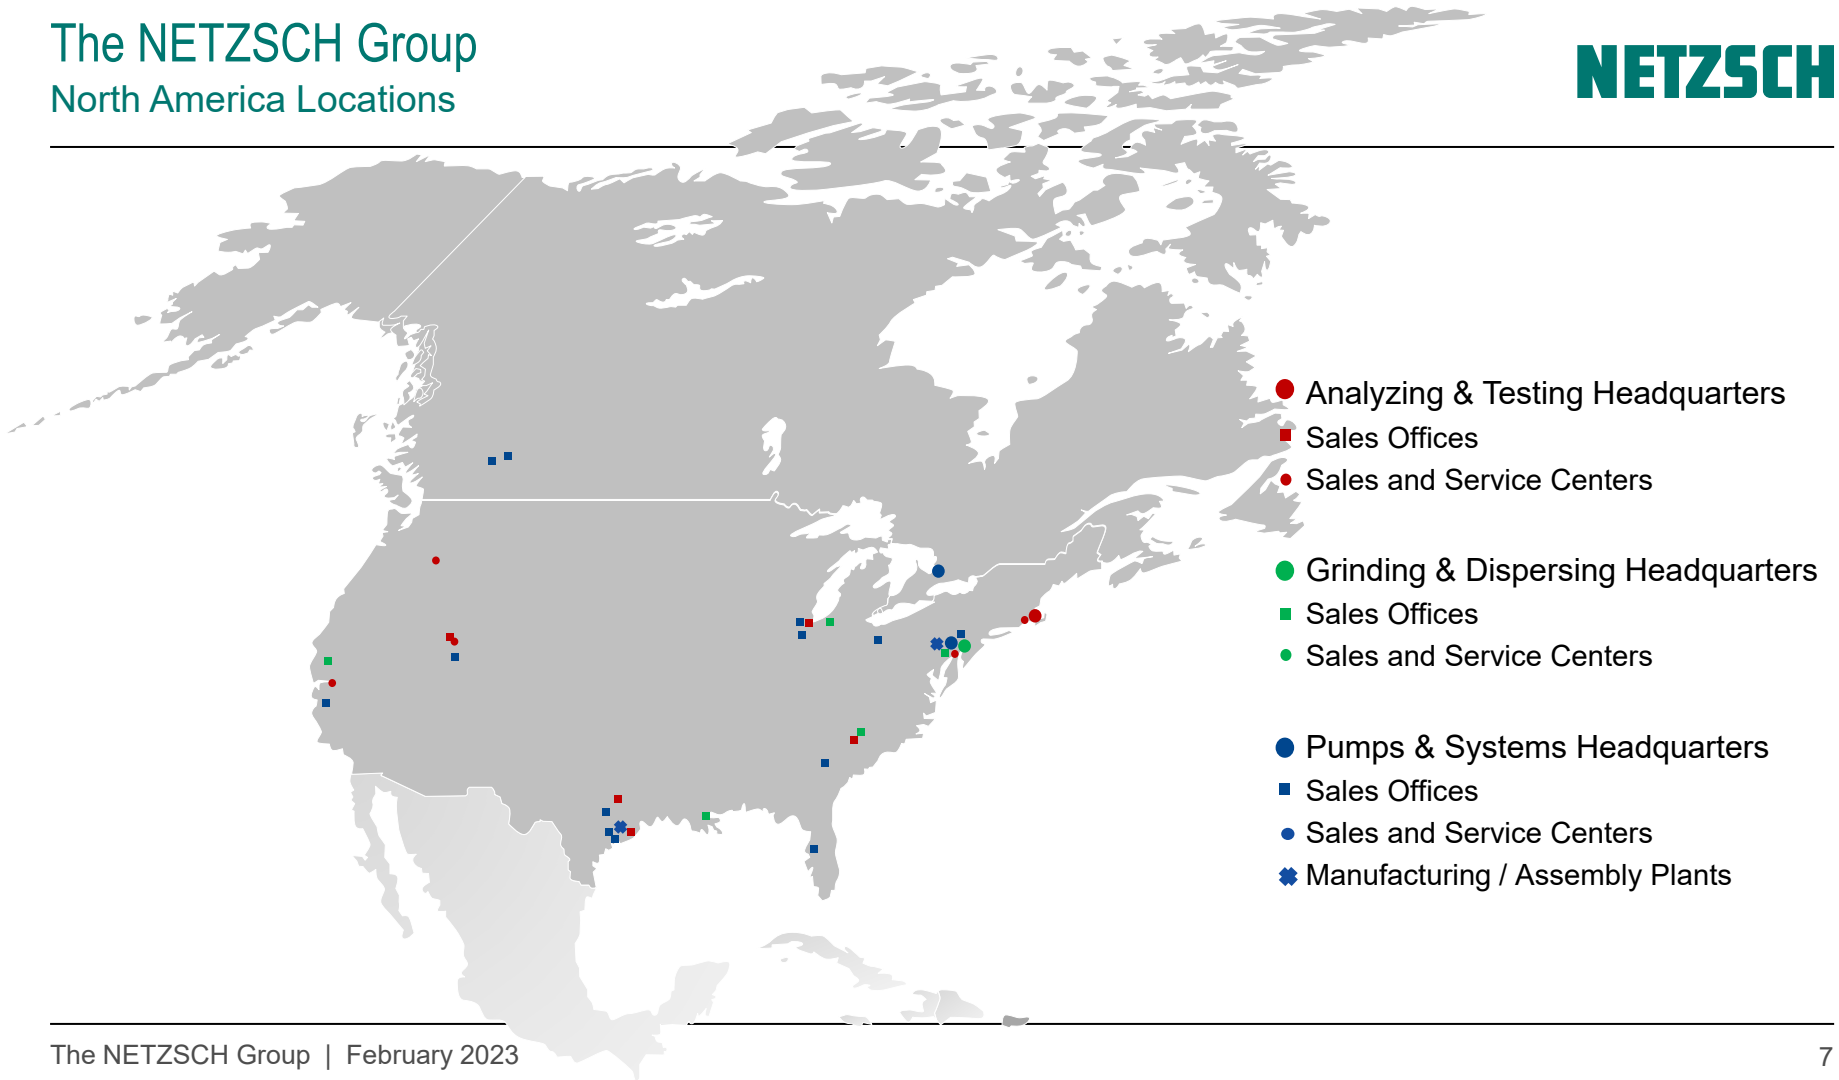 The NETZSCH Group
North America Locations
NETZSCH
Analyzing & Testing Headquarters
Sales Offices
Sales and Service Centers
Grinding & Dispersing Headquarters
Sales Offices
Sales and Service Centers
Pumps & Systems Headquarters
Sales Offices
Sales and Service Centers
Manufacturing / Assembly Plants
The NETZSCH Group | February 2023
7